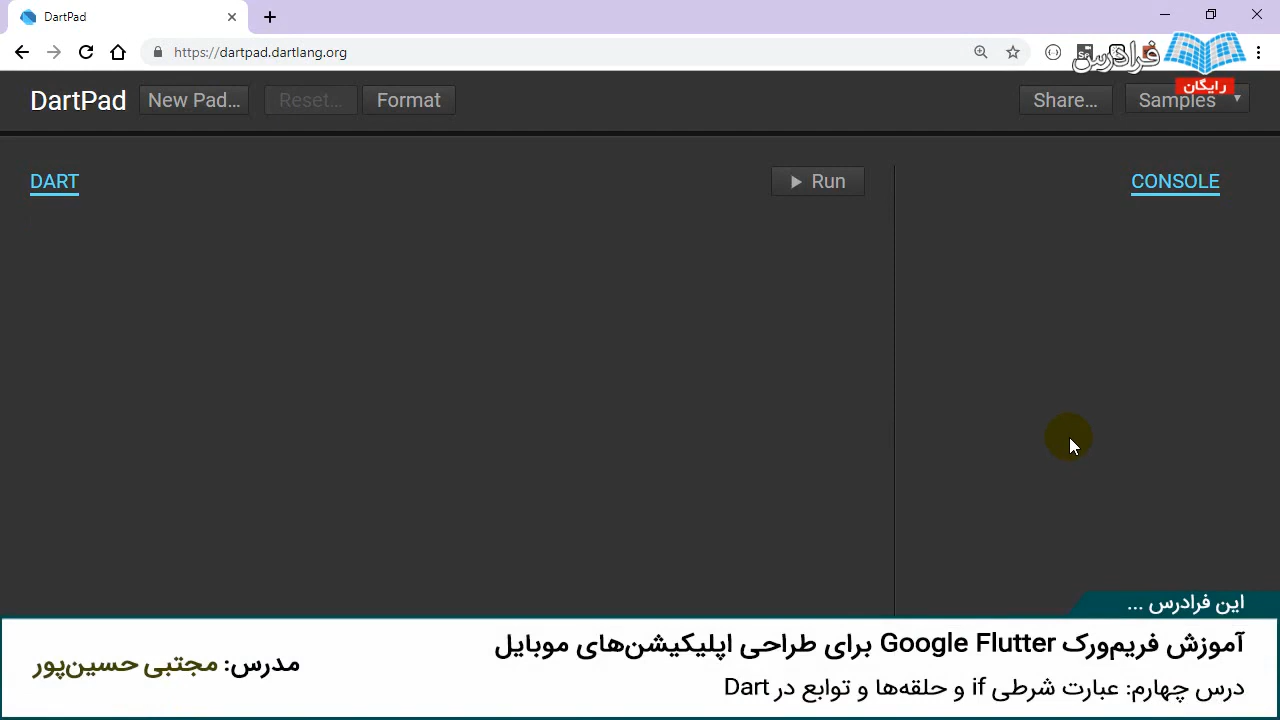 DartPad
https://dartpad.dartlang.org
فرادرس
رایگان
DartPad New Pad... Reset... Format Share... Samples
DART Run CONSOLE
این فرادرس ...
آموزش فریم‌ورک Google Flutter برای طراحی اپلیکیشن‌های موبایل
درس چهارم: عبارت شرطی if و حلقه‌ها و توابع در Dart
مدرس: مجتبی حسین‌پور